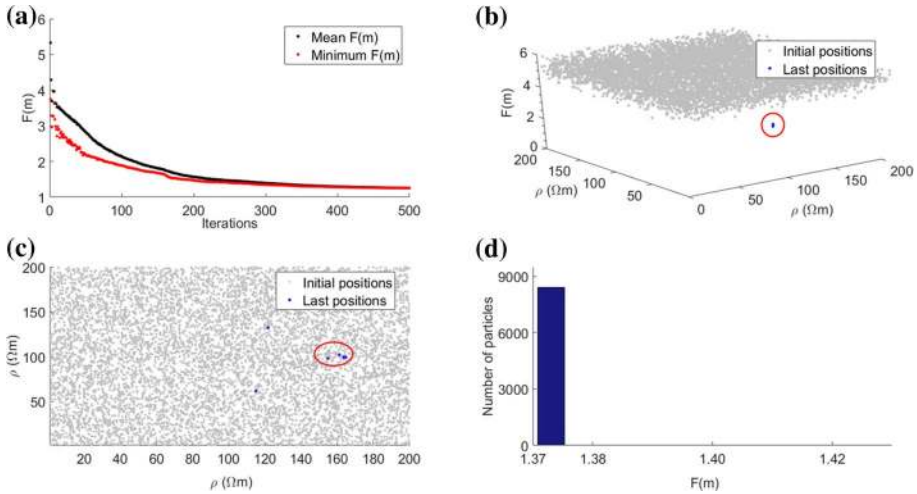 (a)
6
5
4
3
2
1
F(m)
Mean F(m)
Minimum F(m)
0 100 200 300 400 500
Iterations
(b)
6
4
2
0
F(m)
Initial positions
Last positions
200 150 100 50
ρ (Ωm)
0 50 100 150 200
ρ (Ωm)
(c)
200
150
100
50
ρ (Ωm)
Initial positions
Last positions
20 40 60 80 100 120 140 160 180 200
ρ (Ωm)
(d)
9000
6000
3000
0
Number of particles
1.37 1.38 1.40 1.42
F(m)